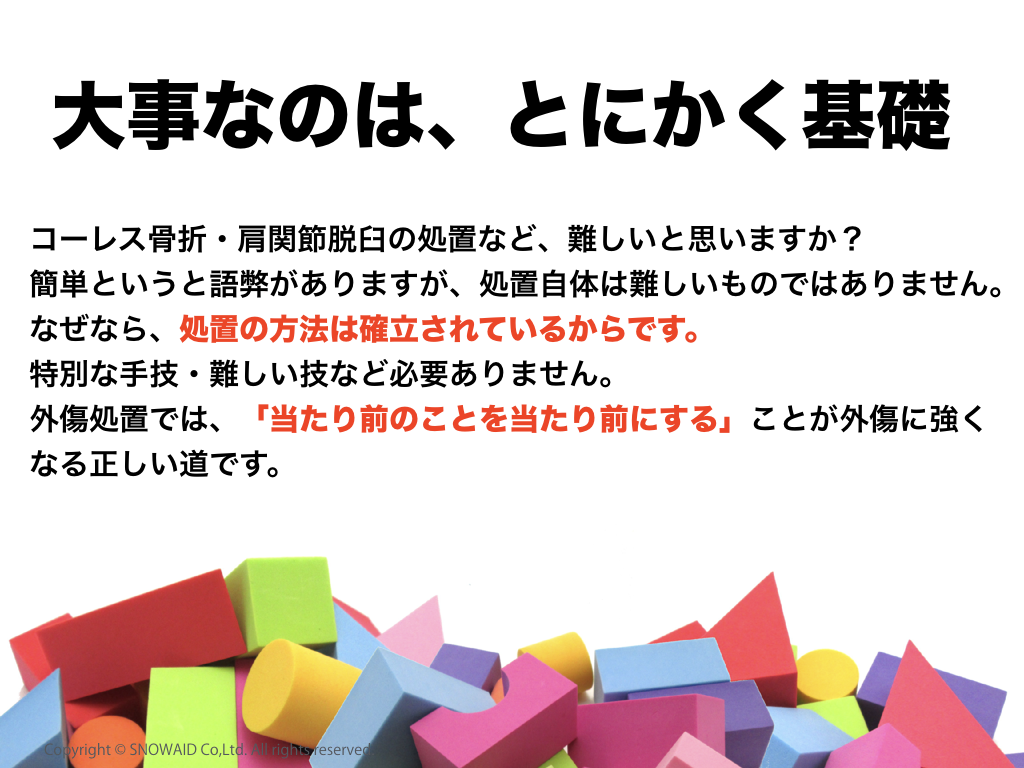 大事なのは、とにかく基礎
コーレス骨折・肩関節脱臼の処置など、難しいと思いますか？
簡単というと語弊がありますが、処置自体は難しいものではありません。
なぜなら、処置の方法は確立されているからです。
特別な手技・難しい技など必要ありません。
外傷処置では、「当たり前のことを当たり前にする」ことが外傷に強く
なる正しい道です。
Copyright © SNOWAID Co,Ltd. All rights reserved